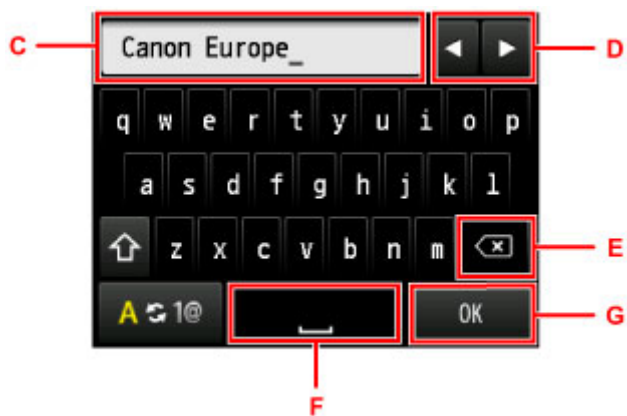 C Canon Europe_ D
q w e r t y u i o p
a s d f g h j k l
z x c v b n m E
A 1@ OK G
F